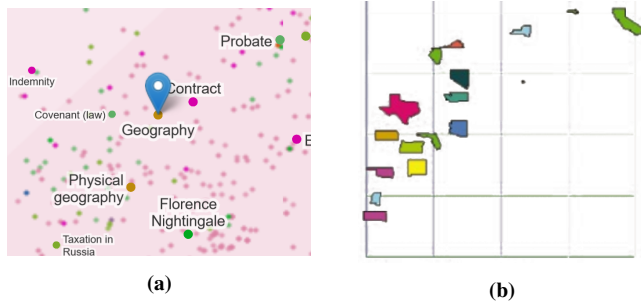 Probate
Indemnity
Contract
Covenant (law)
Geography
E
Physical
geography
Florence
Nightingale
Taxation in
Russia
(a)
(b)